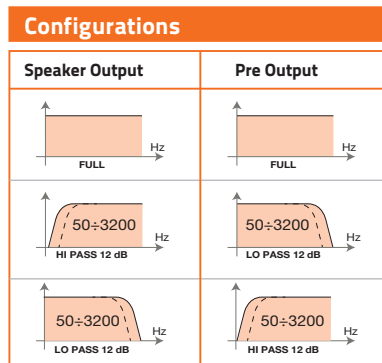 Configurations
Speaker Output Pre Output
Hz Hz
FULL FULL
50÷3200 50÷3200
Hz Hz
HI PASS 12 dB LO PASS 12 dB
50÷3200 50÷3200
Hz Hz
LO PASS 12 dB HI PASS 12 dB